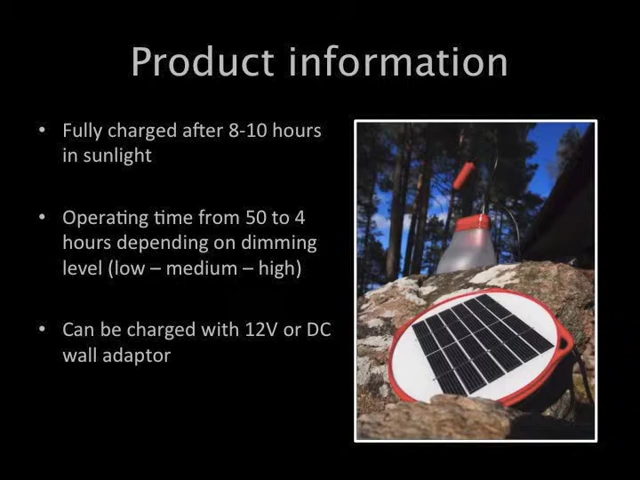 Product information
• Fully charged after 8-10 hours
in sunlight
• Operating time from 50 to 4
hours depending on dimming
level (low – medium – high)
• Can be charged with 12V or DC
wall adaptor